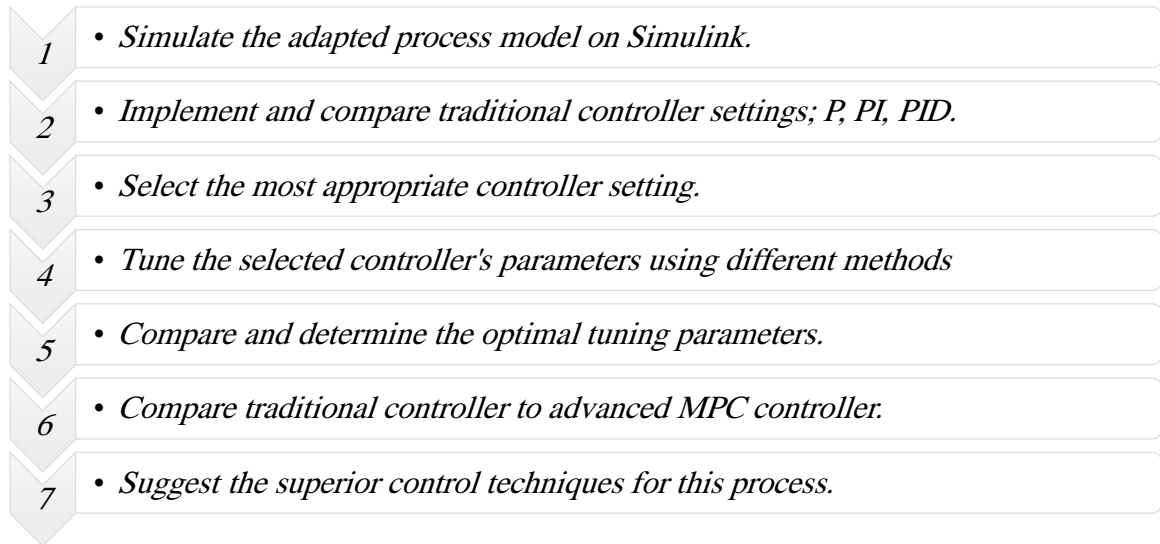 1 • Simulate the adapted process model on Simulink.
2 • Implement and compare traditional controller settings; P, PI, PID.
3 • Select the most appropriate controller setting.
4 • Tune the selected controller's parameters using different methods
5 • Compare and determine the optimal tuning parameters.
6 • Compare traditional controller to advanced MPC controller.
7 • Suggest the superior control techniques for this process.